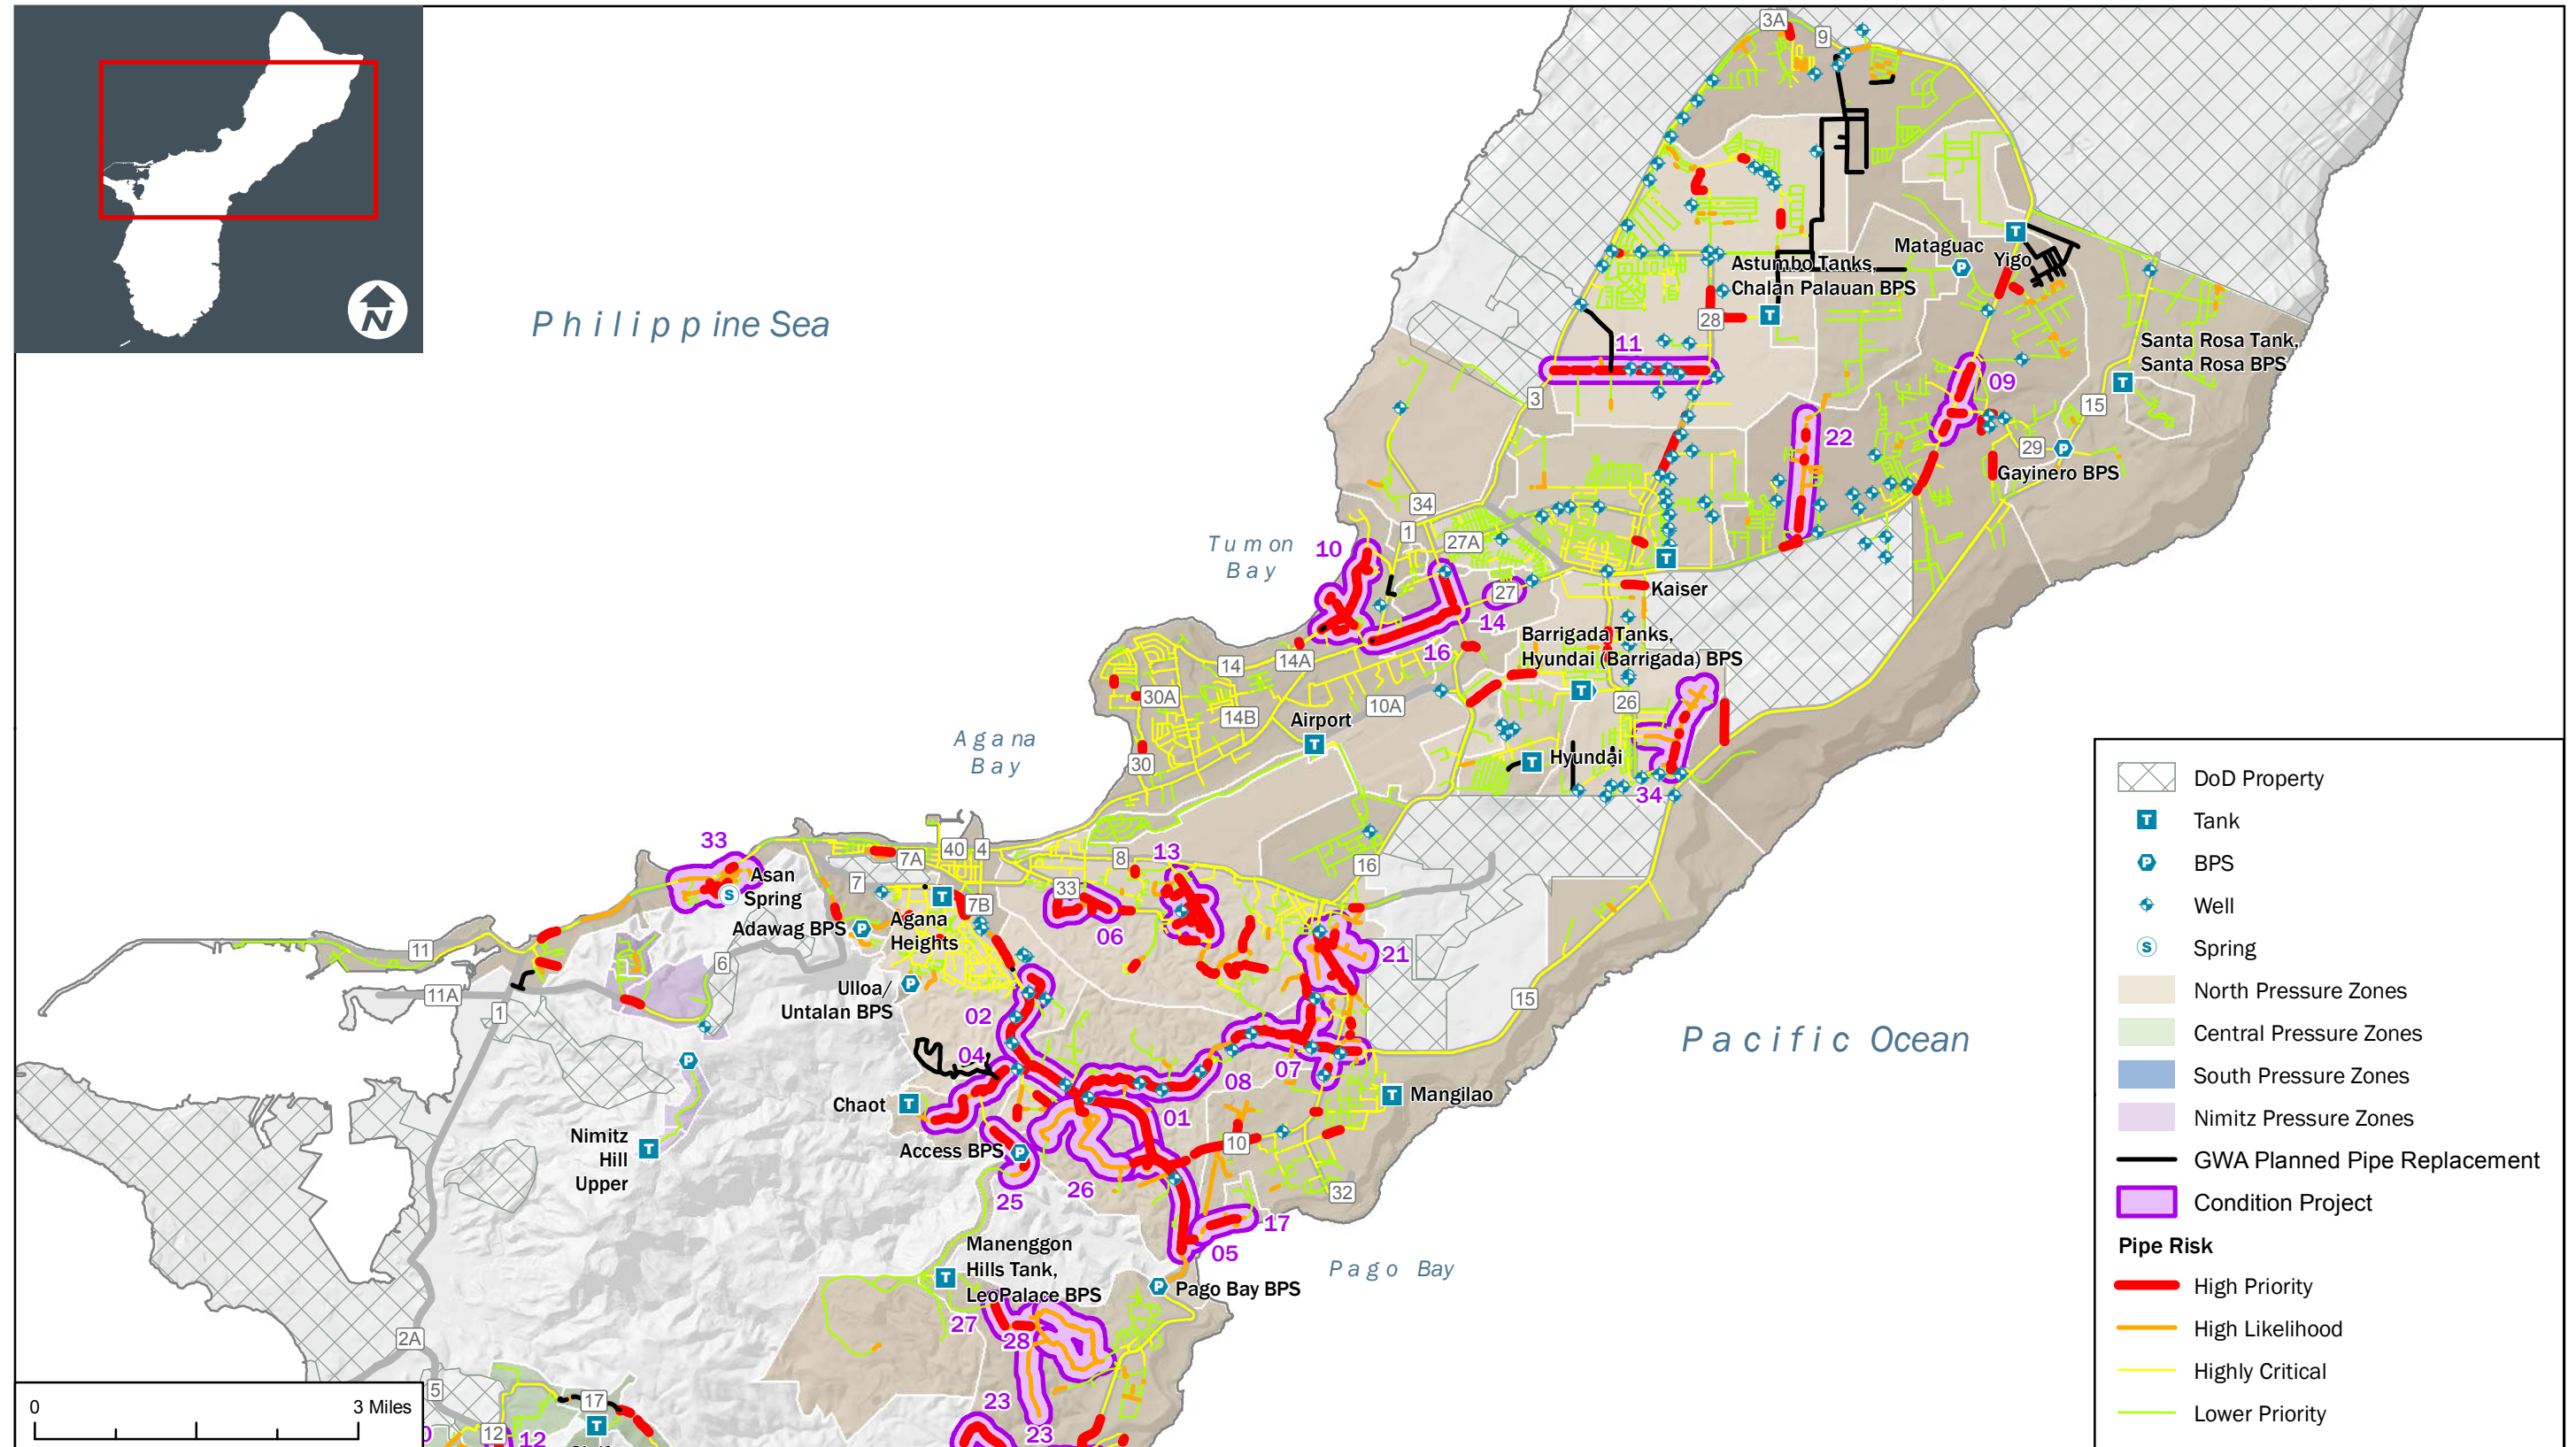 N
Philippine Sea
3A
9
Mataguac
Yigo
Astumbo Tanks,
Chalan Palauan BPS
28
11
Santa Rosa Tank,
Santa Rosa BPS
09
3
15
22
29
Gayinero BPS
34
1
27A
Tumon
Bay
10
27
Kaiser
14
16
Barrigada Tanks,
Hyundai (Barrigada) BPS
14
14A
30A
14B
10A
26
Airport
Agana
Bay
30
Hyundai
34
33
Asan
Spring
7A
40
4
8
13
16
7
33
7B
Adawag BPS
Agana
Heights
06
21
11
6
11A
1
Ulloa/
Untalan BPS
02
15
Pacific Ocean
04
07
08
Mangilao
Chaot
01
10
Nimitz
Hill
Upper
Access BPS
25
26
32
17
05
Manenggon
Hills Tank,
LeoPalace BPS
Pago Bay
Pago Bay BPS
27
28
2A
5
17
23
23
12
12
0
3 Miles
DoD Property
T
Tank
P
BPS
Well
S
Spring
North Pressure Zones
Central Pressure Zones
South Pressure Zones
Nimitz Pressure Zones
GWA Planned Pipe Replacement
Condition Project
Pipe Risk
High Priority
High Likelihood
Highly Critical
Lower Priority